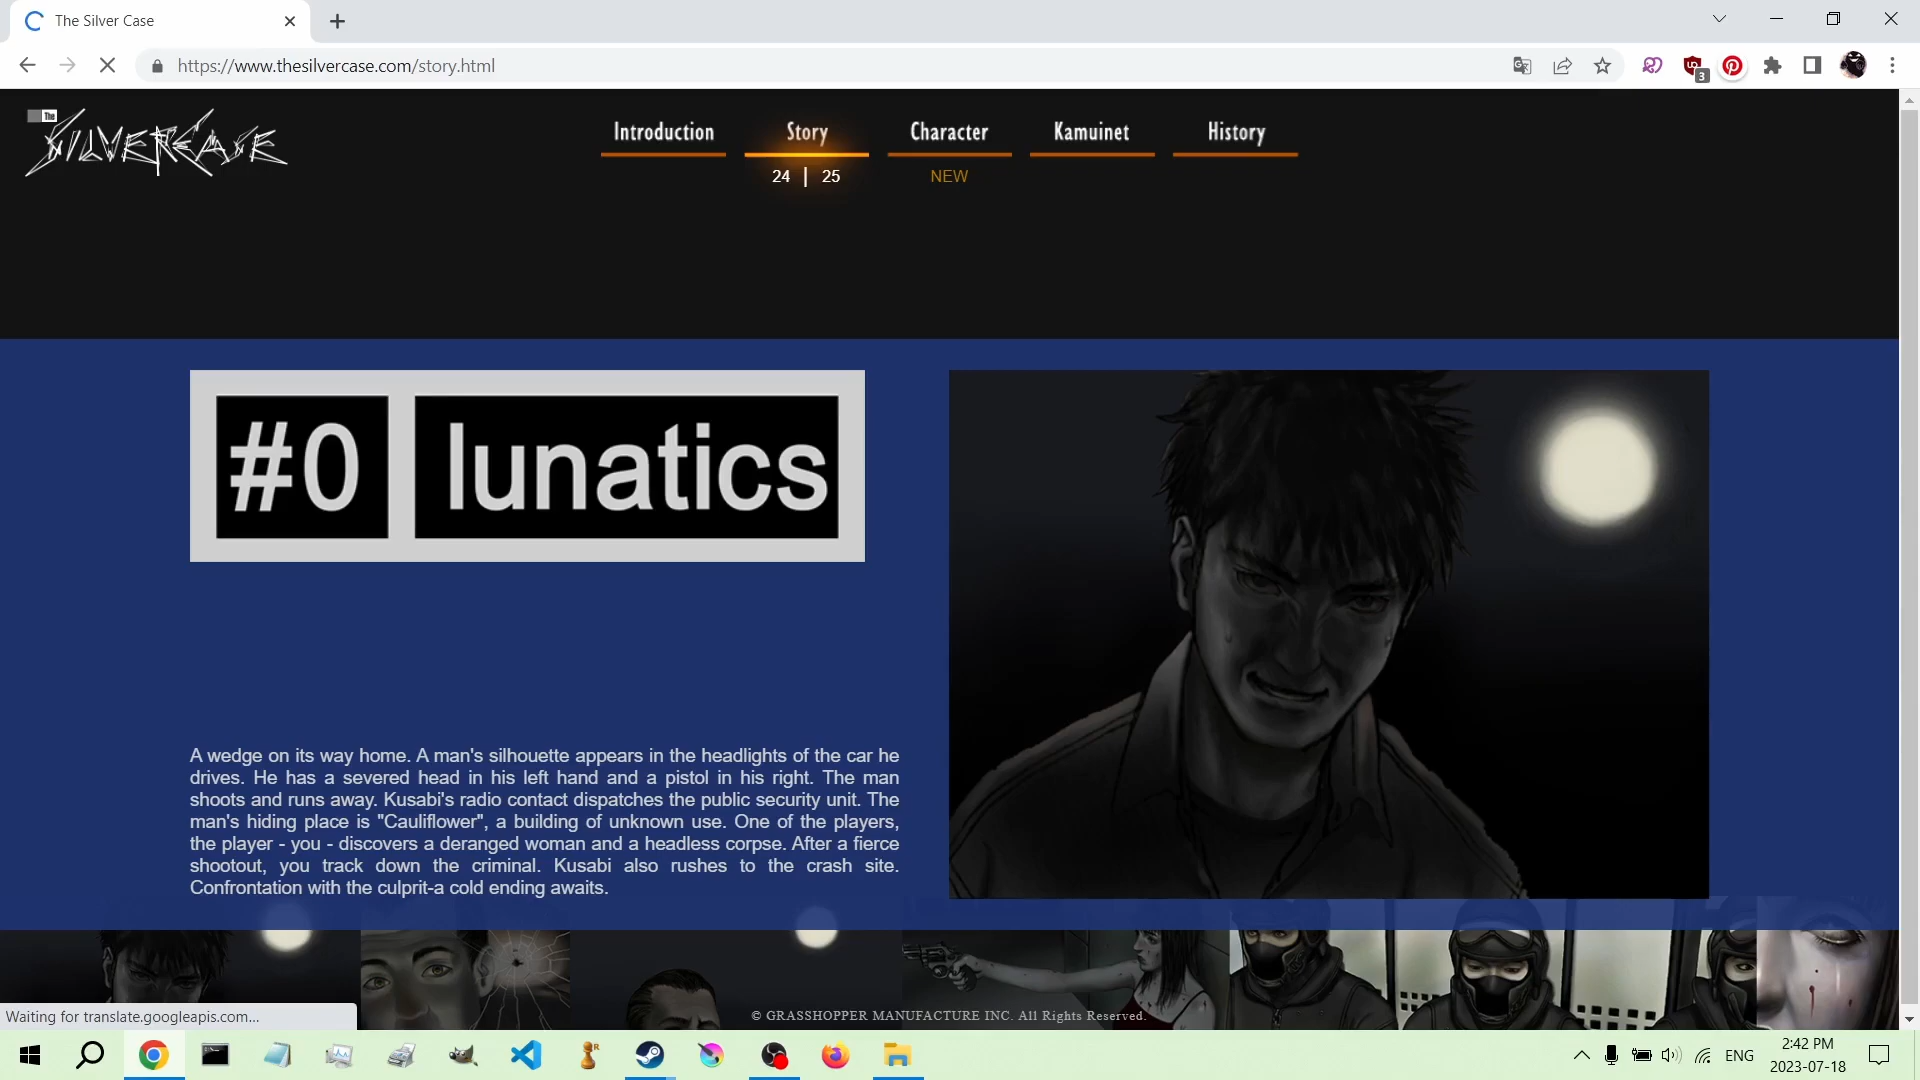 The Silver Case
https://www.thesilvercase.com/story.html
3
The
SILVERCASE
Introduction
Story
Character
Kamuinet
History
24 | 25
NEW
#0 lunatics
A wedge on its way home. A man's silhouette appears in the headlights of the car he
drives. He has a severed head in his left hand and a pistol in his right. The man
shoots and runs away. Kusabi's radio contact dispatches the public security unit. The
man's hiding place is "Cauliflower", a building of unknown use. One of the players,
the player - you - discovers a deranged woman and a headless corpse. After a fierce
shootout, you track down the criminal. Kusabi also rushes to the crash site.
Confrontation with the culprit-a cold ending awaits.
Waiting for translate.googleapis.com...
© GRASSHOPPER MANUFACTURE INC. All Rights Reserved.
ENG
2:42 PM
2023-07-18